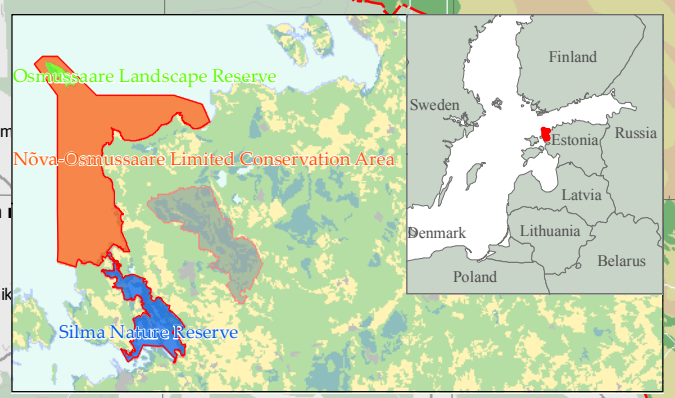 Osmussaare Landscape Reserve
Nõva-Osmussaare Limited Conservation Area
Silma Nature Reserve
Finland
Sweden
Estonia
Russia
Latvia
Denmark
Lithuania
Belarus
Poland
m
ik